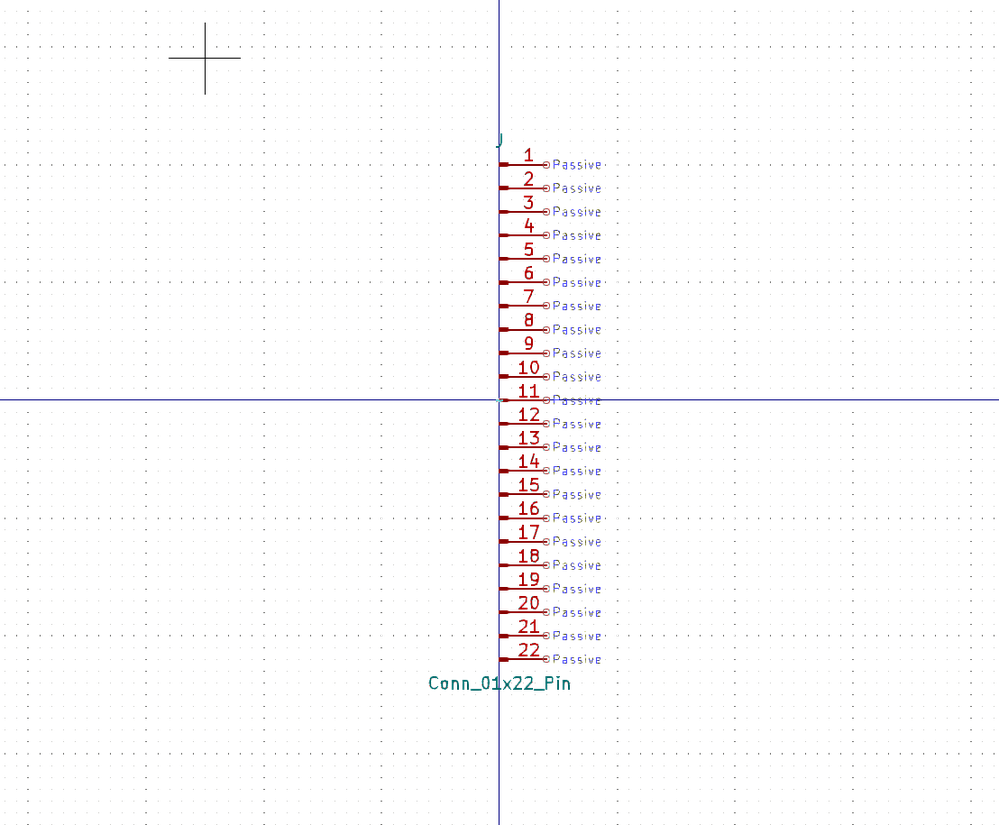 J
1 Passive
2 Passive
3 Passive
4 Passive
5 Passive
6 Passive
7 Passive
8 Passive
9 Passive
10 Passive
11 Passive
12 Passive
13 Passive
14 Passive
15 Passive
16 Passive
17 Passive
18 Passive
19 Passive
20 Passive
21 Passive
22 Passive
Conn_01x22_Pin